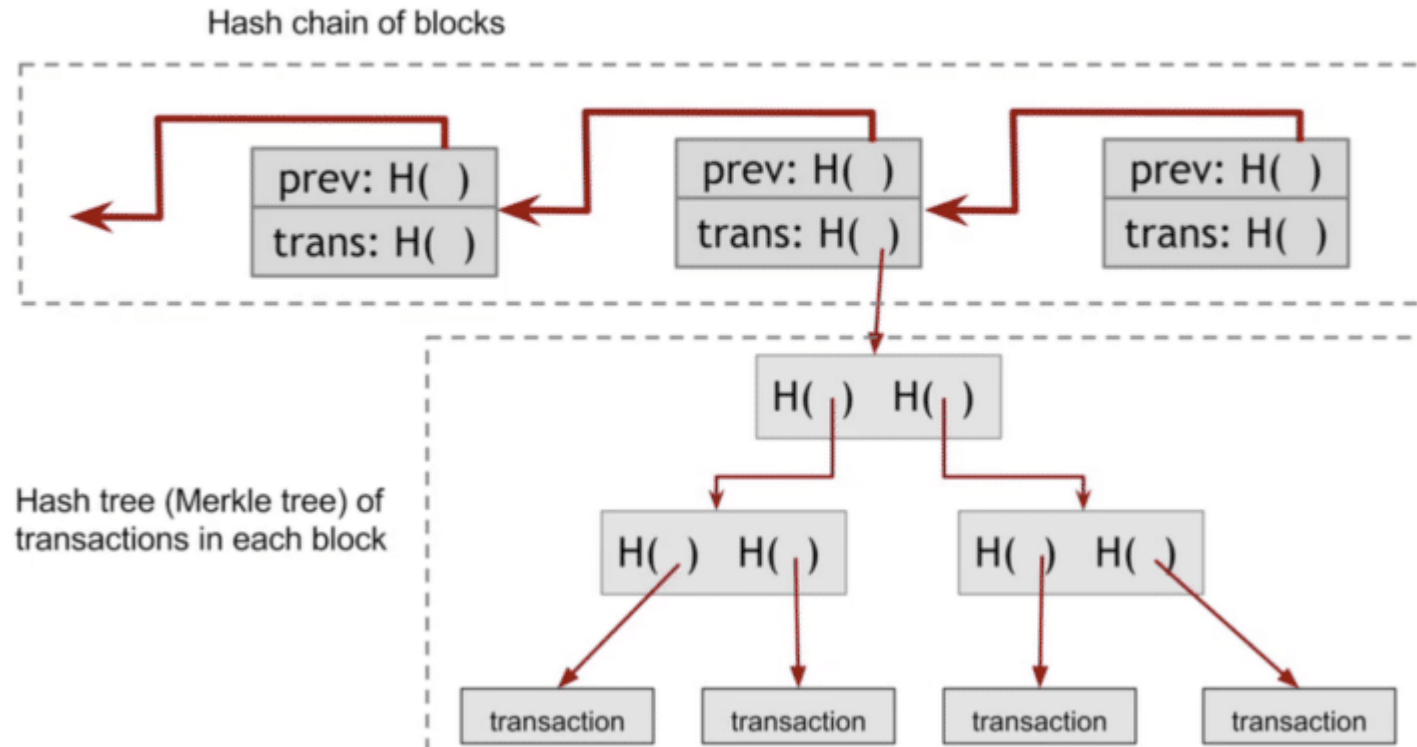 Hash chain of blocks
prev: H( )
trans: H( )
prev: H( )
trans: H( )
prev: H( )
trans: H( )
H( ) H( )
Hash tree (Merkle tree) of
transactions in each block
H( ) H( )
H( ) H( )
transaction
transaction
transaction
transaction